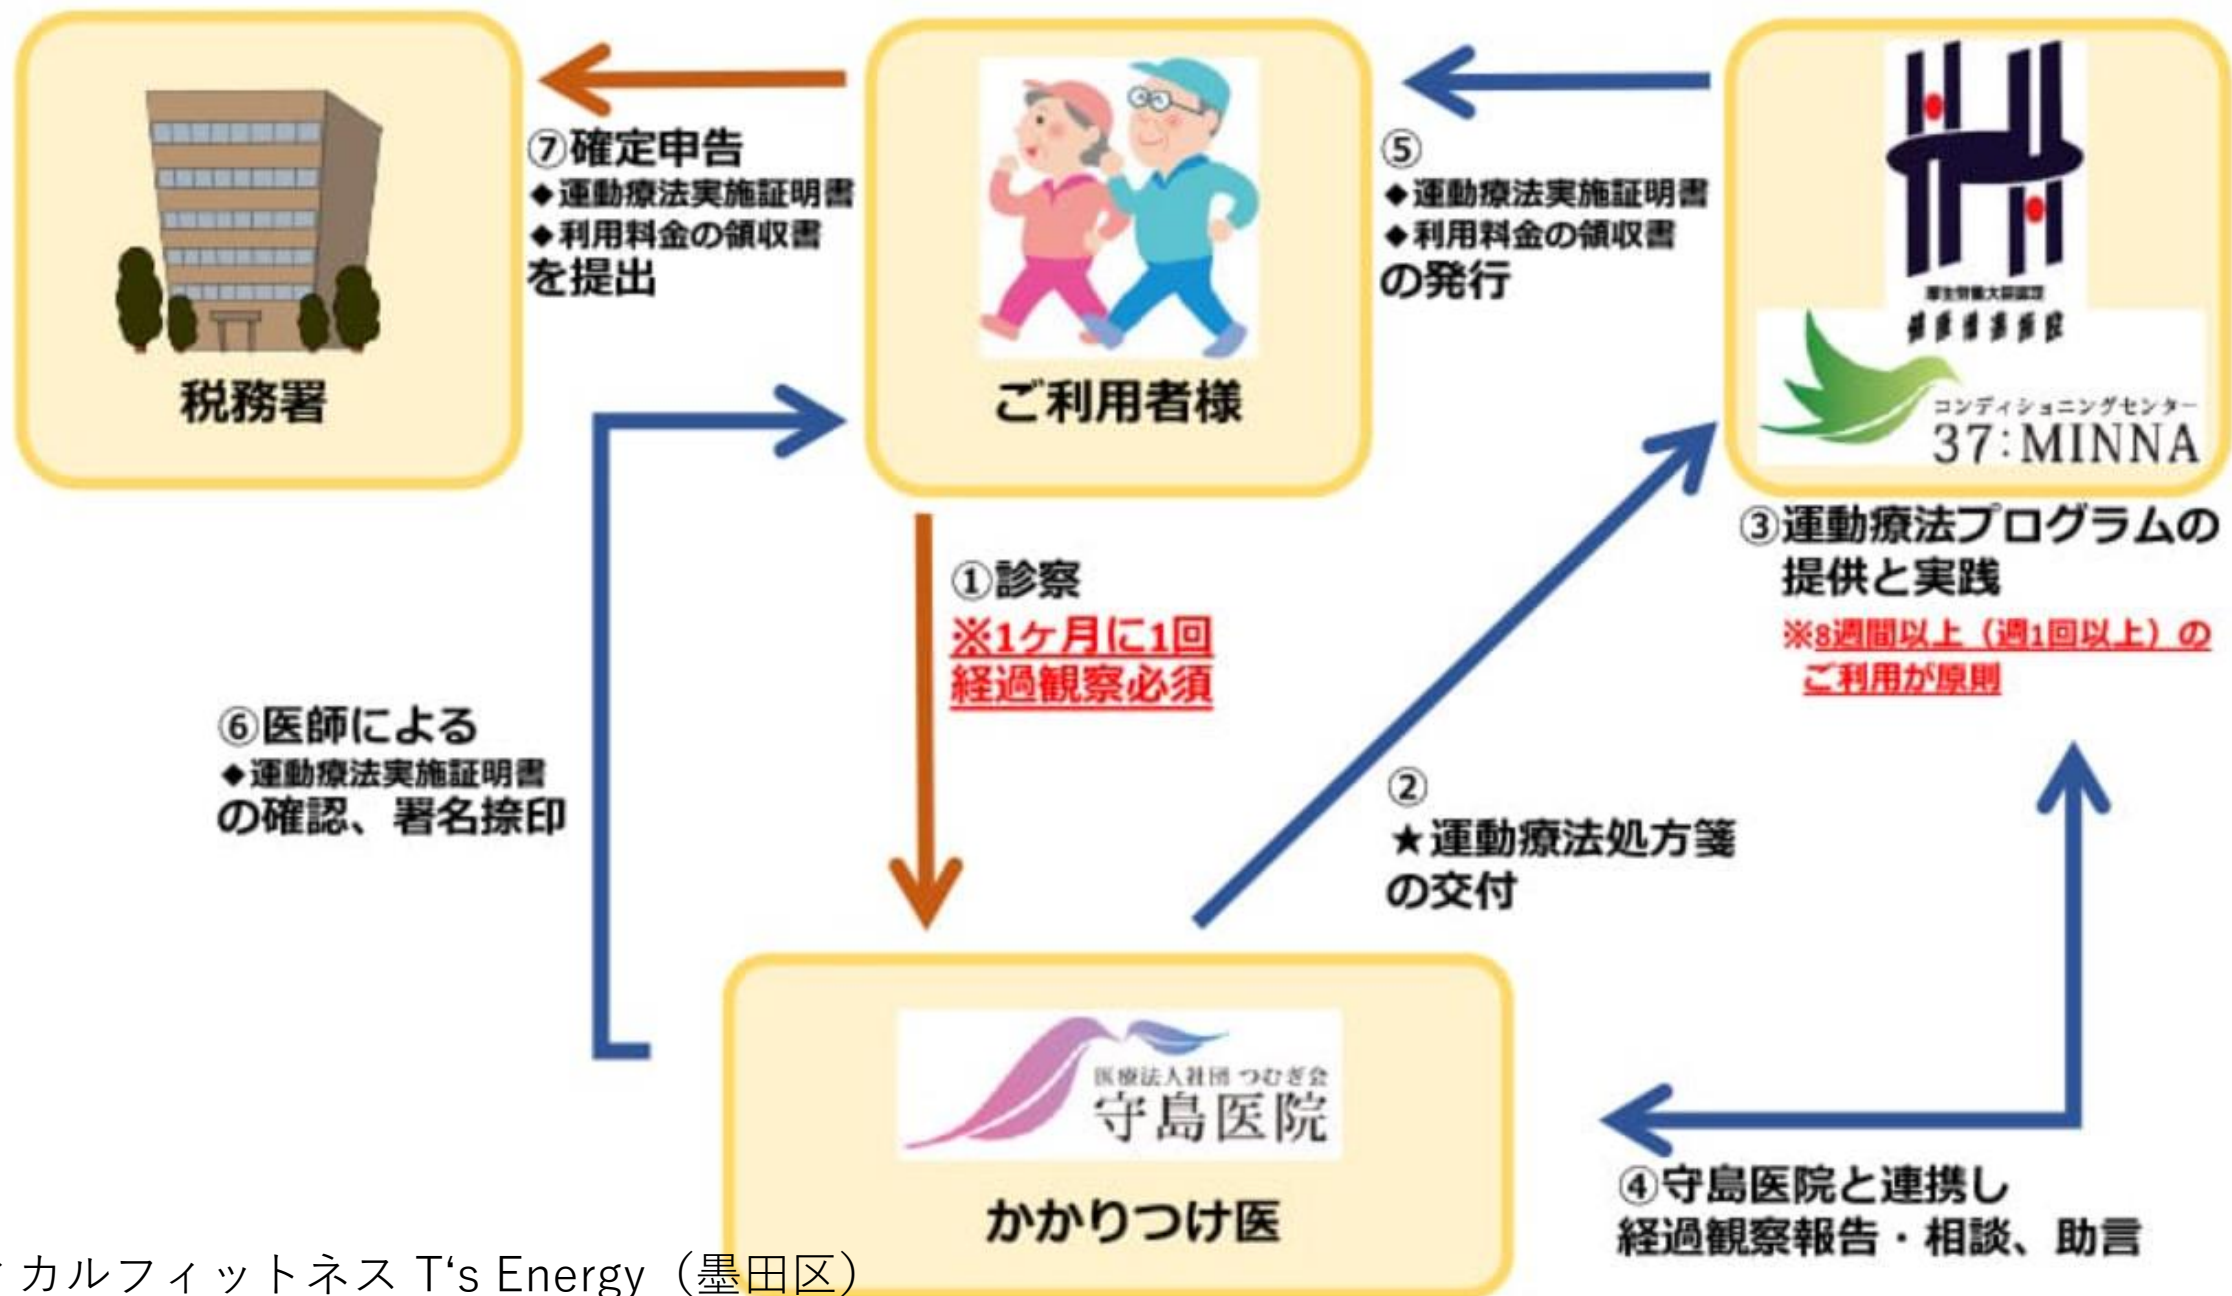 税務署
⑦確定申告
◆運動療法実施証明書
◆利用料金の領収書
を提出
ご利用者様
⑤
◆運動療法実施証明書
◆利用料金の領収書
の発行
厚生労働大臣認定
コンディショニングセンター
37:MINNA
①診察
※1ヶ月に1回
経過観察必須
②
★運動療法処方箋
の交付
③運動療法プログラムの
提供と実践
※8週間以上（週1回以上）の
ご利用が原則
⑥医師による
◆運動療法実施証明書
の確認、署名捺印
医療法人社団 つむぎ会
守島医院
かかりつけ医
④守島医院と連携し
経過観察報告・相談、助言
カルフィットネス T‘s Energy（墨田区）